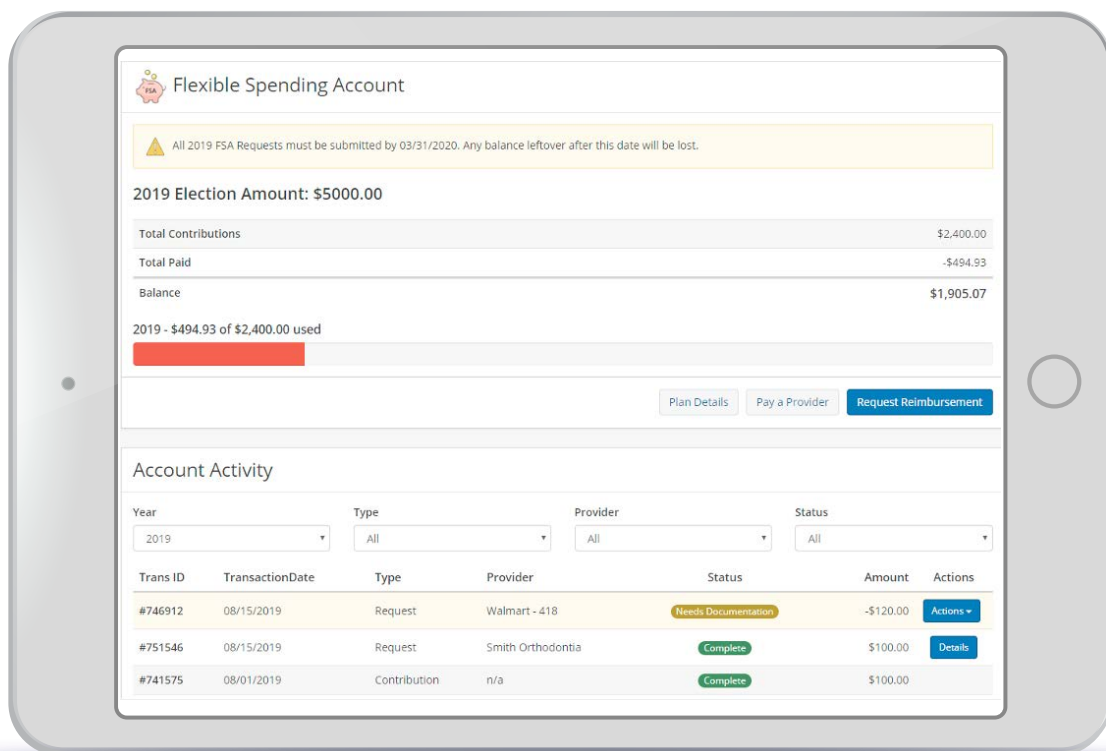 FSA
Flexible Spending Account
All 2019 FSA Requests must be submitted by 03/31/2020. Any balance leftover after this date will be lost.
2019 Election Amount: $5000.00
Total Contributions $2,400.00
Total Paid -$494.93
Balance $1,905.07
2019 - $494.93 of $2,400.00 used
Plan Details Pay a Provider Request Reimbursement
Account Activity
Year Type Provider Status
2019 All All All
Trans ID TransactionDate Type Provider Status Amount Actions
#746912 08/15/2019 Request Walmart - 418 Needs Documentation -$120.00 Actions
#751546 08/15/2019 Request Smith Orthodontia Complete $100.00 Details
#741575 08/01/2019 Contribution n/a Complete $100.00